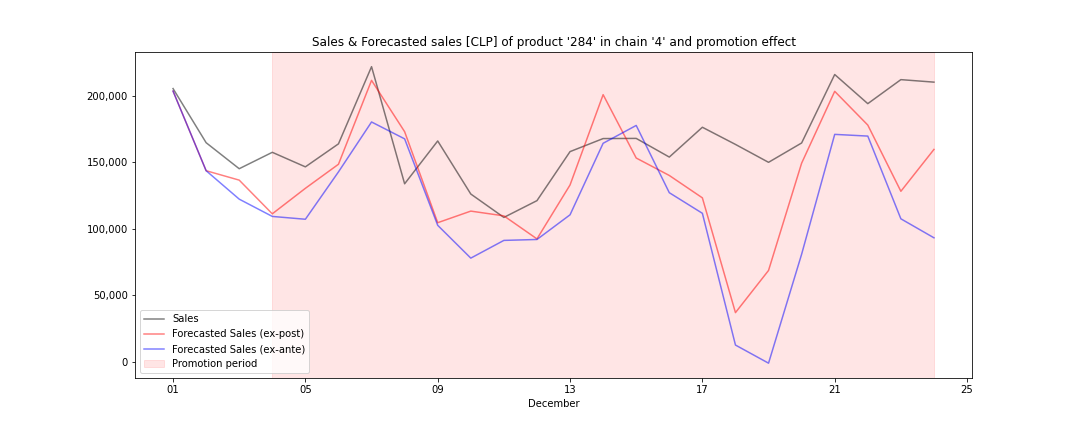 Sales & Forecasted sales [CLP] of product '284' in chain '4' and promotion effect
200,000
150,000
100,000
50,000
0
Sales
Forecasted Sales (ex-post)
Forecasted Sales (ex-ante)
Promotion period
01 05 09 13 17 21 25
December